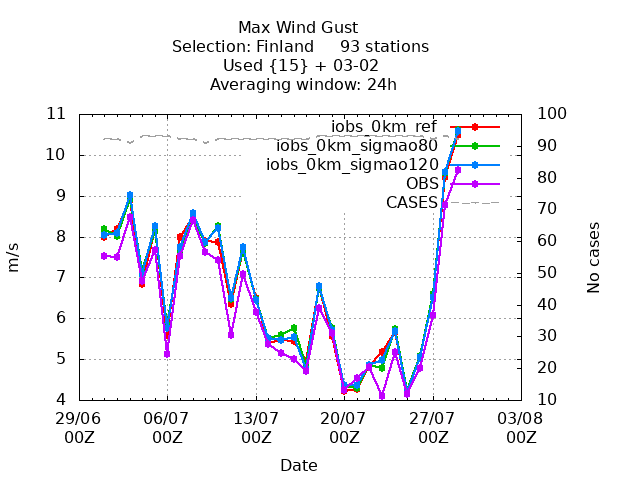 Max Wind Gust
Selection: Finland     93 stations
Used {15} + 03-02
Averaging window: 24h
iobs_0km_ref
iobs_0km_sigmao80
iobs_0km_sigmao120
OBS
CASES
11
10
9
8
7
6
5
4
m/s
100
90
80
70
60
50
40
30
20
10
No cases
29/06 06/07 13/07 20/07 27/07 03/08
00Z 00Z 00Z 00Z 00Z 00Z
Date